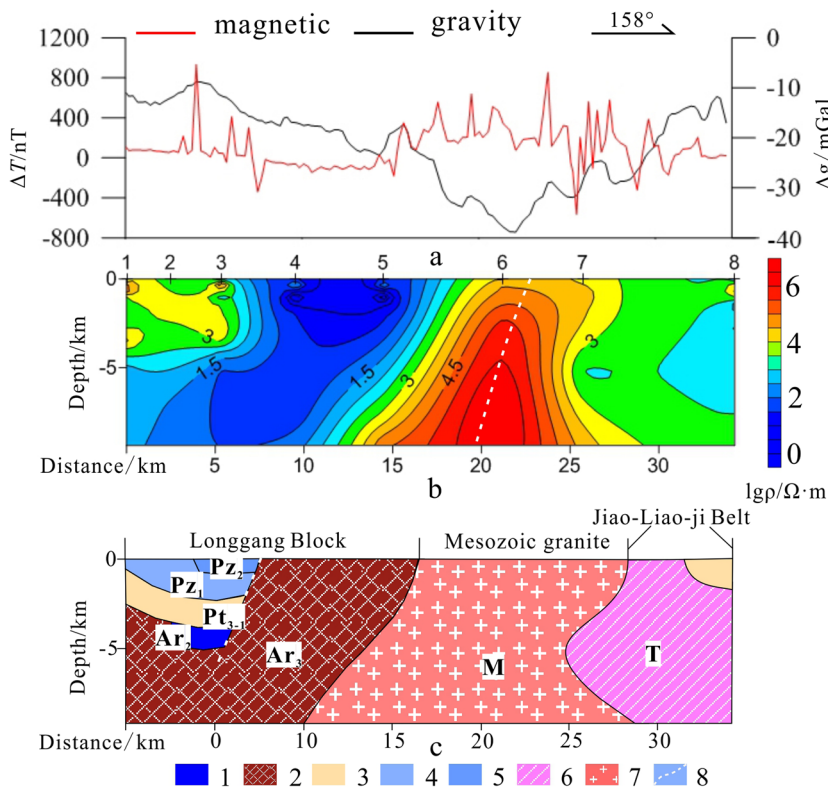 magnetic gravity 158°
1200 800 400 0 -400 -800
ΔT/nT
0 -10 -20 -30 -40
Δg/mGal
a
1 2 3 4 5 6 7 8
0 -5
Depth/km
3 1.5 1.5 3 4.5 3
6 4 2 0
lgρ/Ω·m
Distance/km 5 10 15 20 25 30
b
Jiao-Liao-ji Belt
Longgang Block Mesozoic granite
0 -5
Depth/km
Pz2
Pz1
Pt3-1
Ar2
Ar3
M
T
Distance/km 0 5 10 15 20 25 30
c
1 2 3 4 5 6 7 8